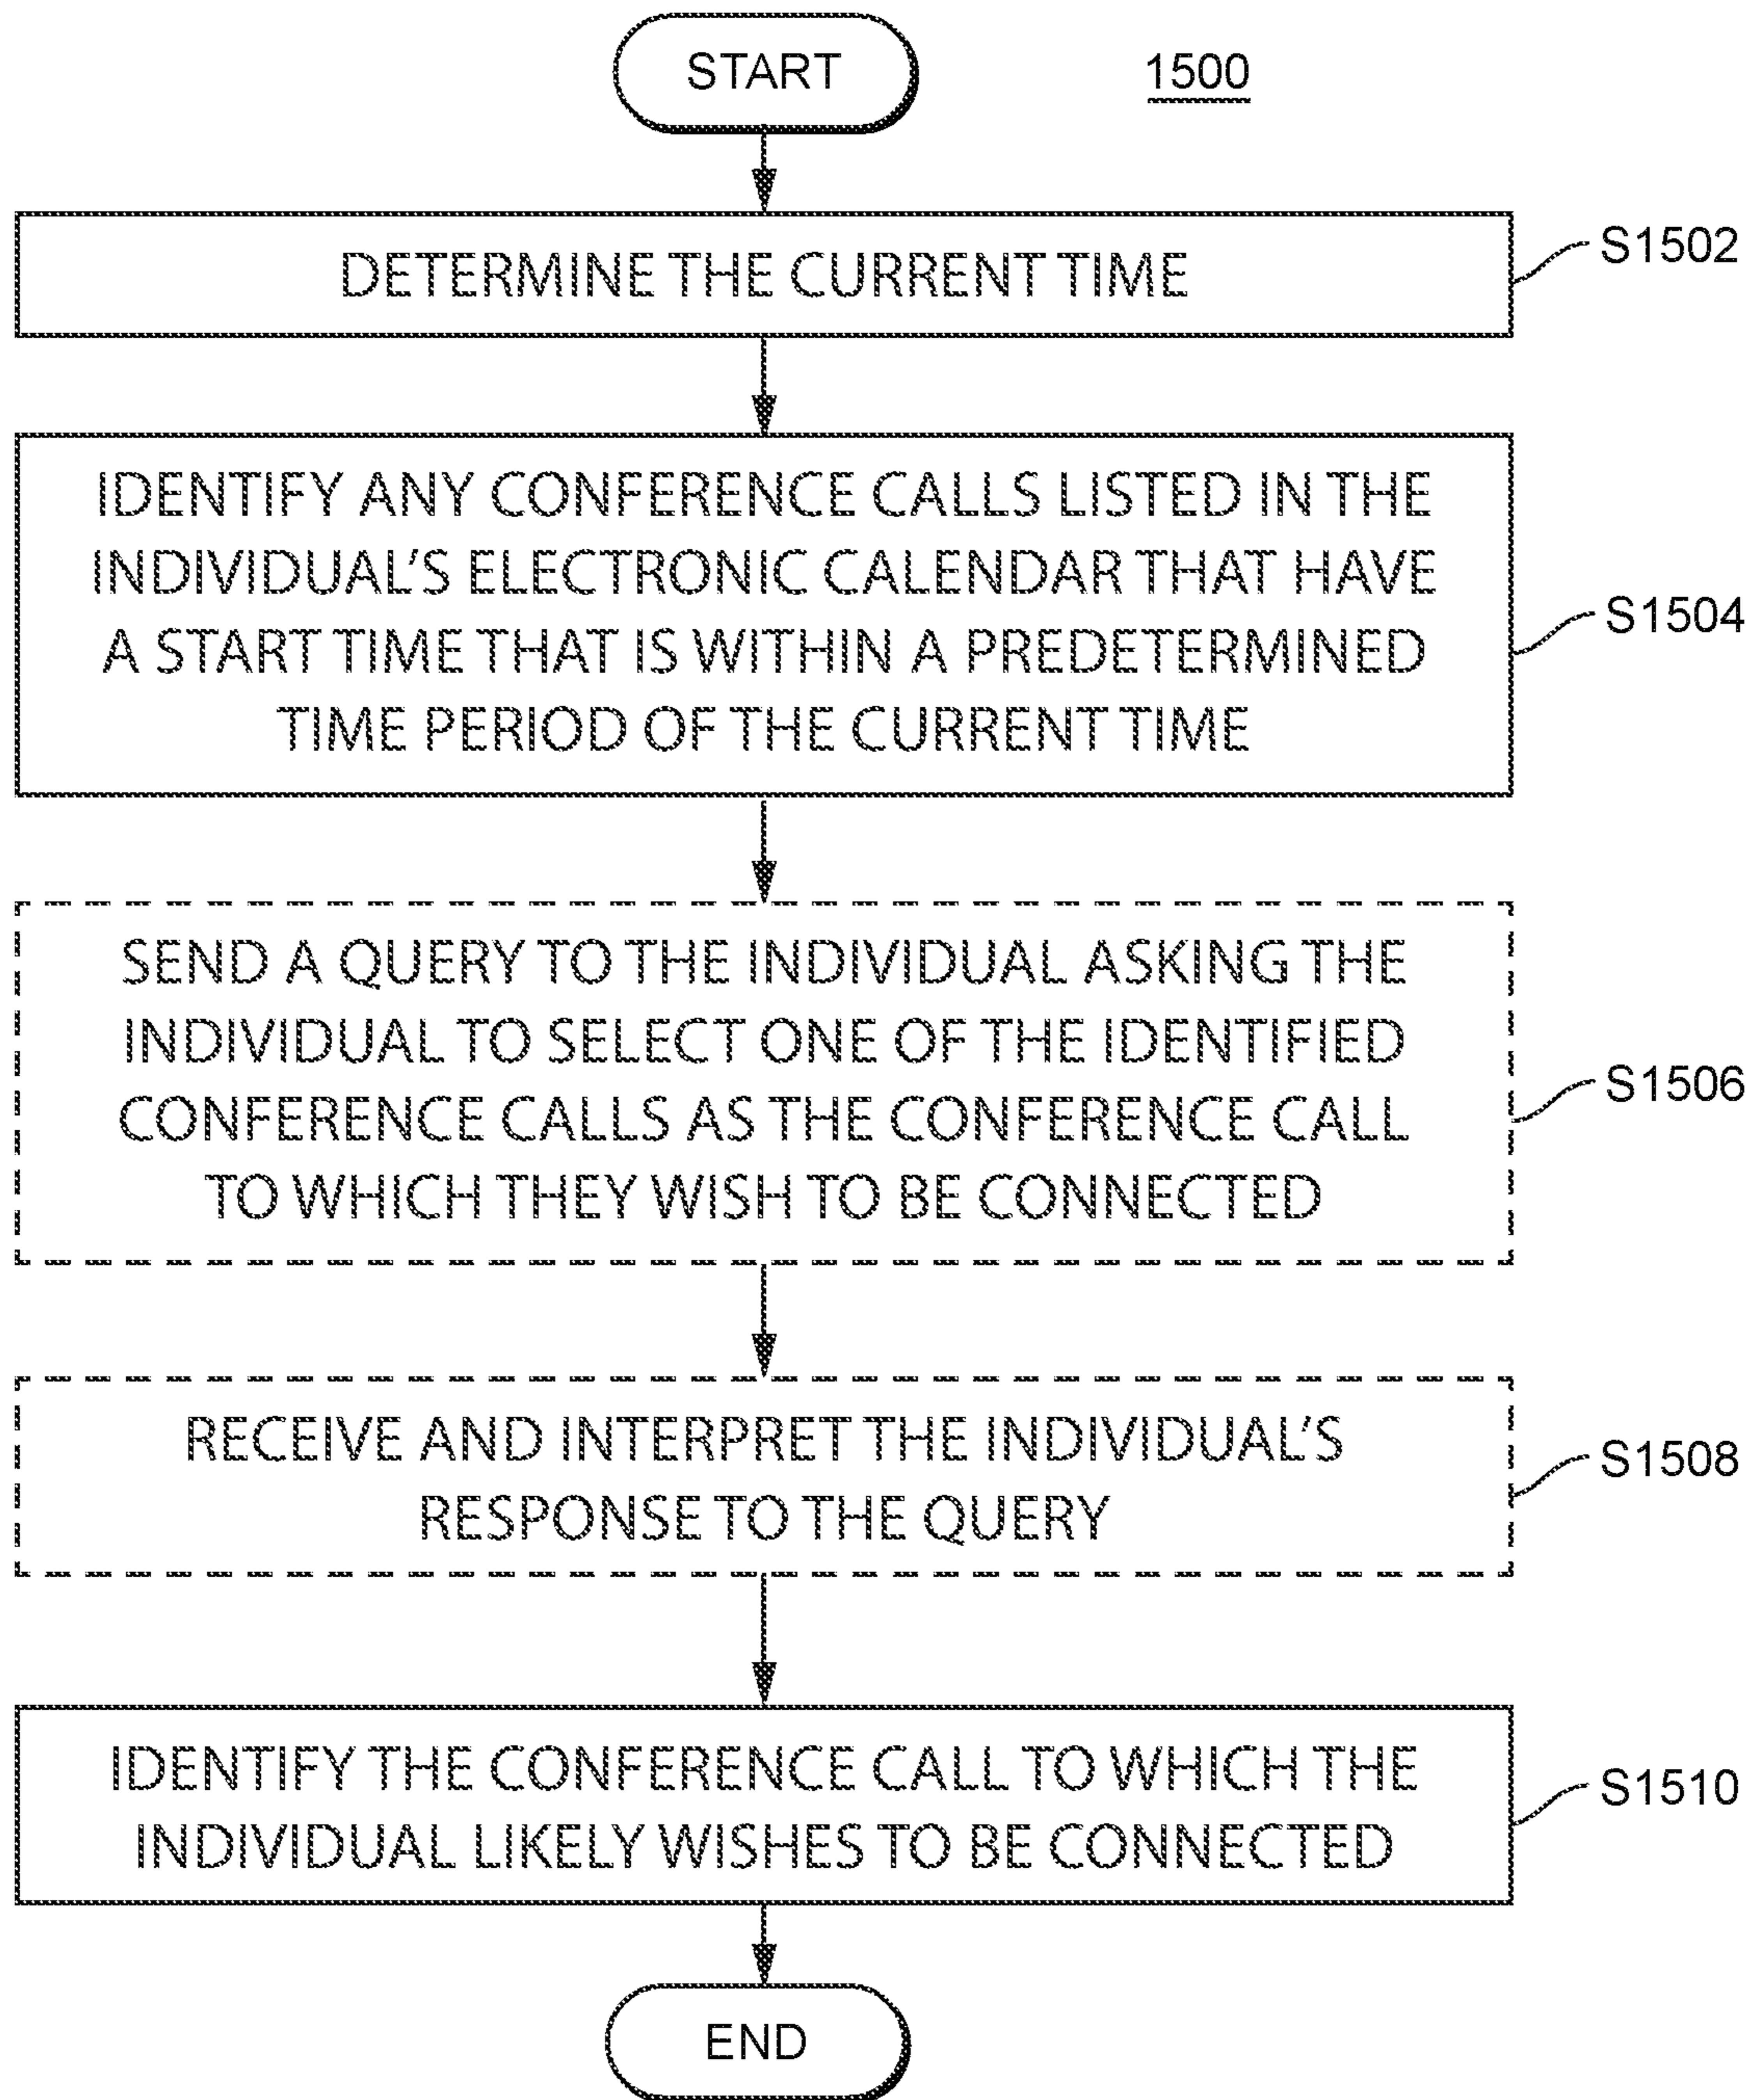 START
1500
DETERMINE THE CURRENT TIME
S1502
IDENTIFY ANY CONFERENCE CALLS LISTED IN THE
INDIVIDUAL'S ELECTRONIC CALENDAR THAT HAVE
A START TIME THAT IS WITHIN A PREDETERMINED
TIME PERIOD OF THE CURRENT TIME
S1504
SEND A QUERY TO THE INDIVIDUAL ASKING THE
INDIVIDUAL TO SELECT ONE OF THE IDENTIFIED
CONFERENCE CALLS AS THE CONFERENCE CALL
TO WHICH THEY WISH TO BE CONNECTED
S1506
RECEIVE AND INTERPRET THE INDIVIDUAL'S
RESPONSE TO THE QUERY
S1508
IDENTIFY THE CONFERENCE CALL TO WHICH THE
INDIVIDUAL LIKELY WISHES TO BE CONNECTED
S1510
END